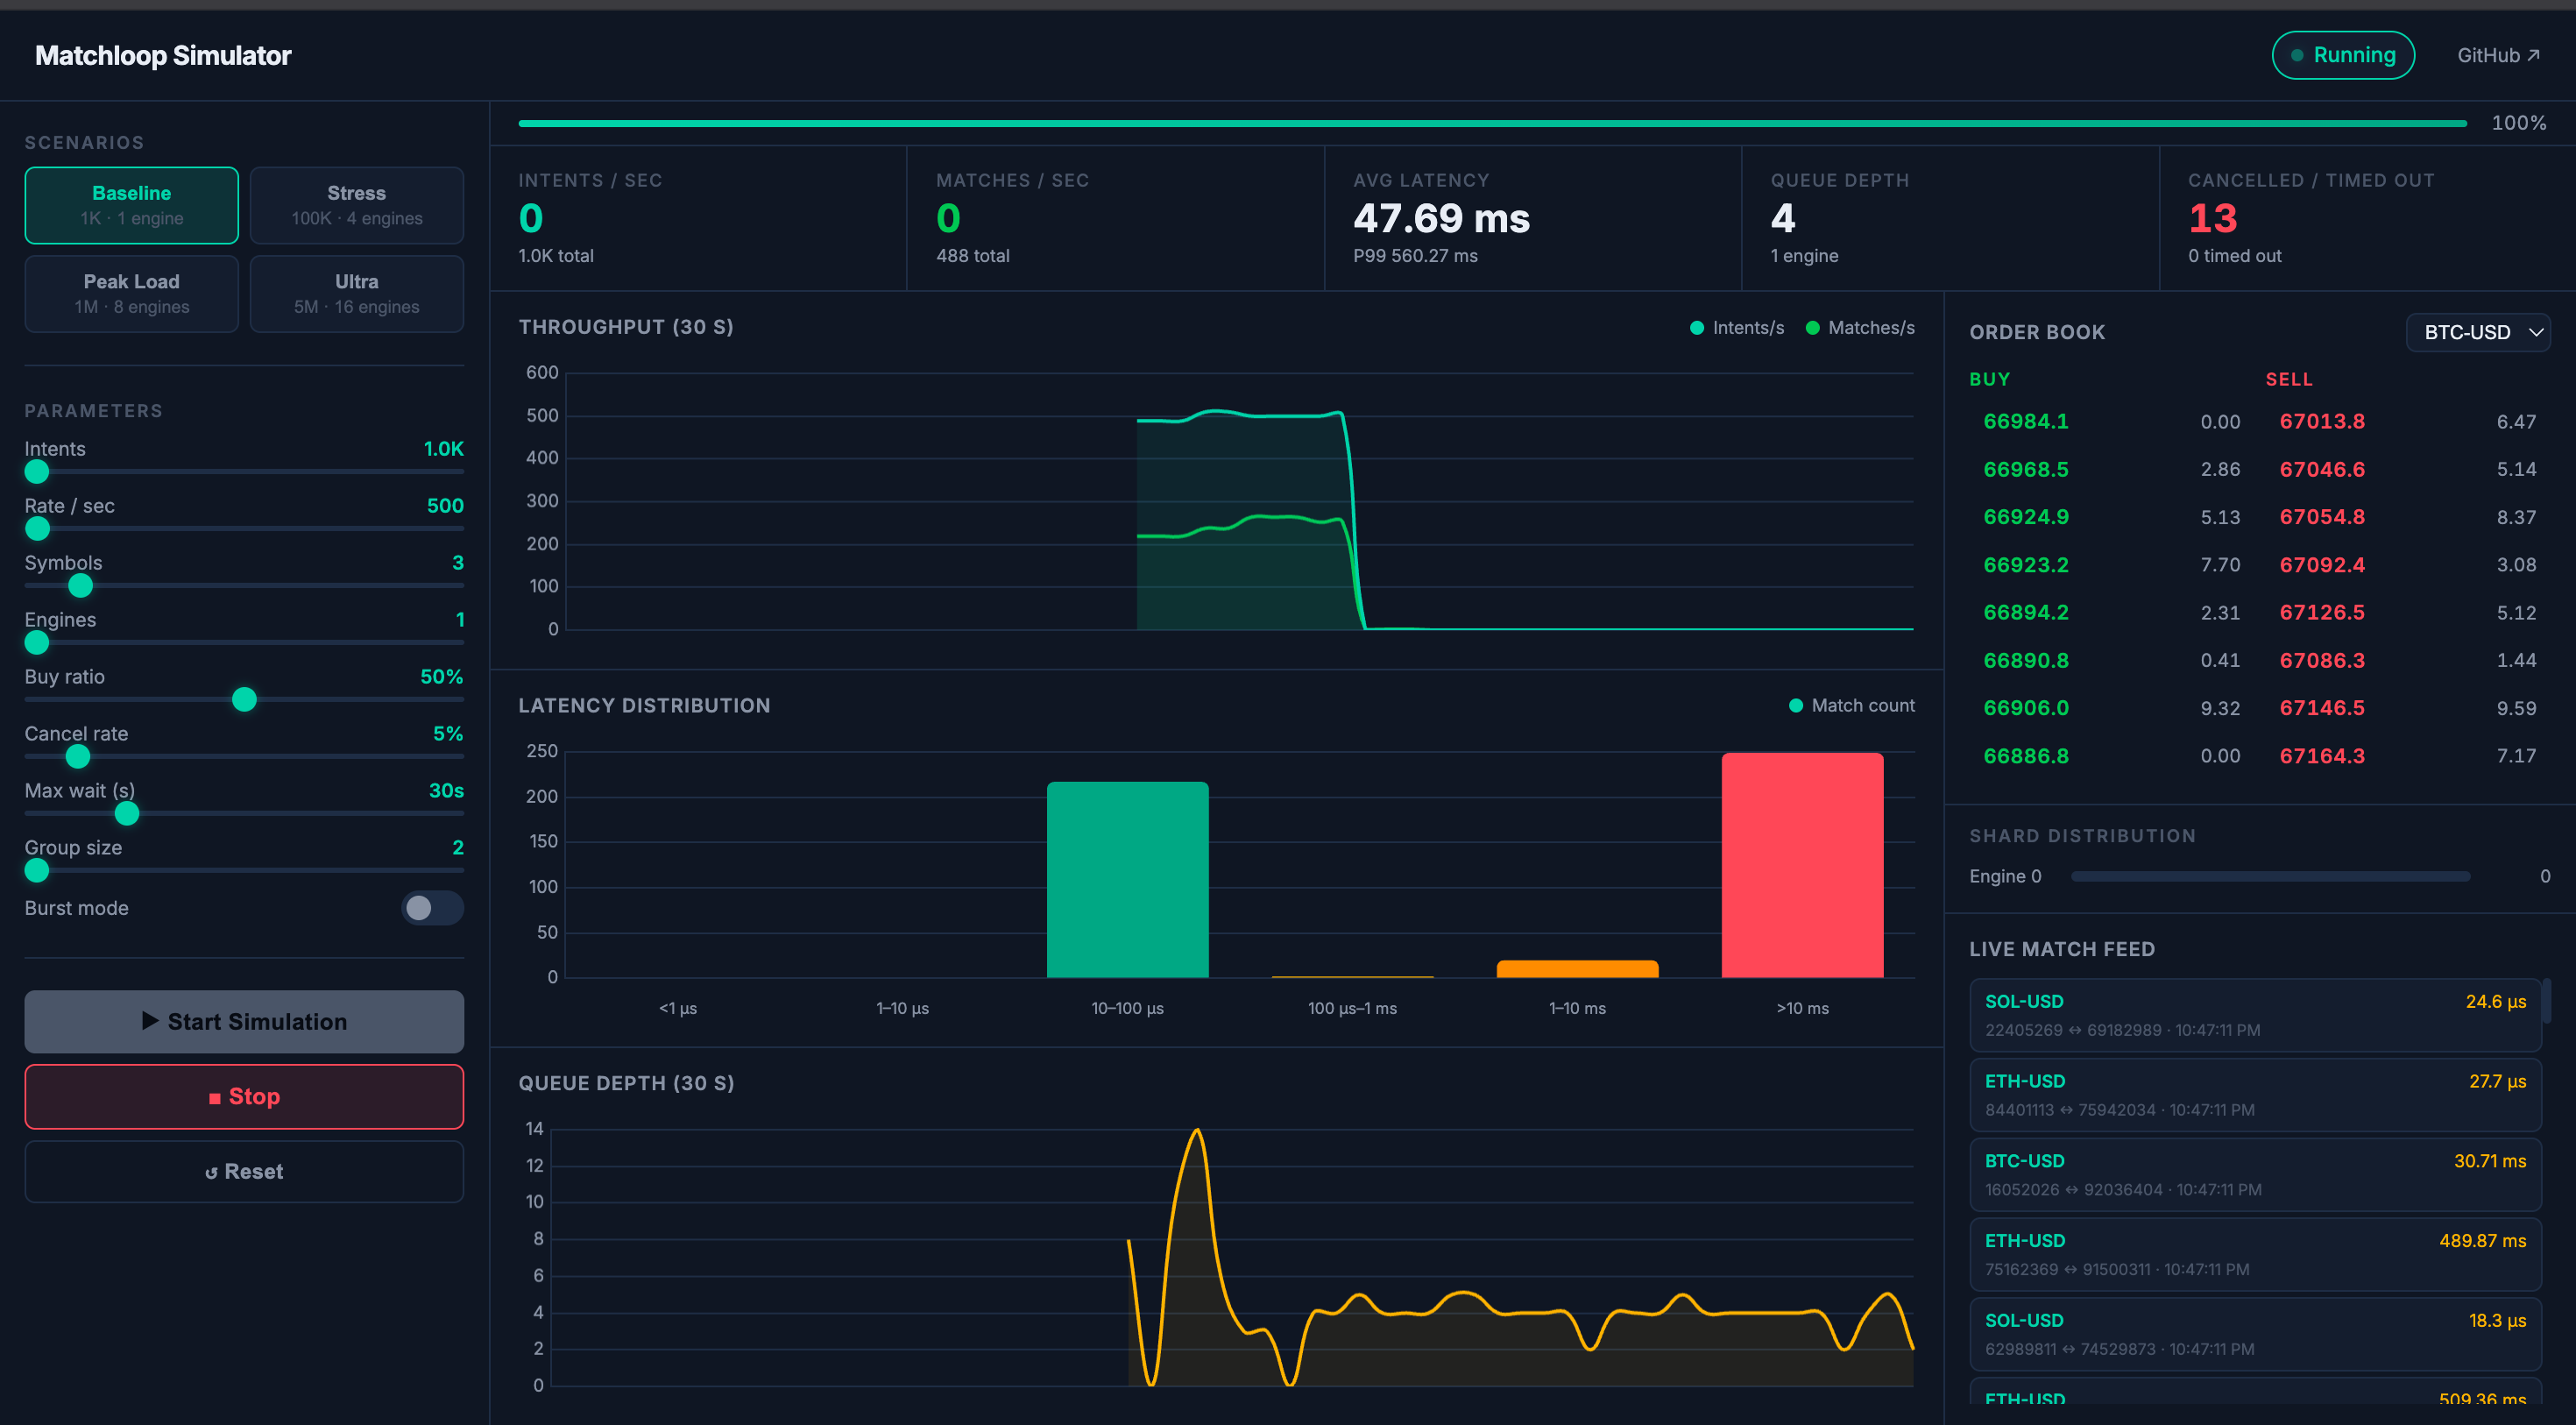 Matchloop Simulator
Running
GitHub ↗
SCENARIOS
Baseline
1K · 1 engine
Stress
100K · 4 engines
Peak Load
1M · 8 engines
Ultra
5M · 16 engines
PARAMETERS
Intents 1.0K
Rate / sec 500
Symbols 3
Engines 1
Buy ratio 50%
Cancel rate 5%
Max wait (s) 30s
Group size 2
Burst mode
▶ Start Simulation
■ Stop
↺ Reset
100%
INTENTS / SEC
0
1.0K total
MATCHES / SEC
0
488 total
AVG LATENCY
47.69 ms
P99 560.27 ms
QUEUE DEPTH
4
1 engine
CANCELLED / TIMED OUT
13
0 timed out
THROUGHPUT (30 S)
Intents/s Matches/s
600
500
400
300
200
100
0
LATENCY DISTRIBUTION
Match count
250
200
150
100
50
0
<1 µs 1–10 µs 10–100 µs 100 µs–1 ms 1–10 ms >10 ms
QUEUE DEPTH (30 S)
14
12
10
8
6
4
2
0
ORDER BOOK
BTC-USD
BUY SELL
66984.1 0.00 67013.8 6.47
66968.5 2.86 67046.6 5.14
66924.9 5.13 67054.8 8.37
66923.2 7.70 67092.4 3.08
66894.2 2.31 67126.5 5.12
66890.8 0.41 67086.3 1.44
66906.0 9.32 67146.5 9.59
66886.8 0.00 67164.3 7.17
SHARD DISTRIBUTION
Engine 0 0
LIVE MATCH FEED
SOL-USD 24.6 µs
22405269 ↔ 69182989 · 10:47:11 PM
ETH-USD 27.7 µs
84401113 ↔ 75942034 · 10:47:11 PM
BTC-USD 30.71 ms
16052026 ↔ 92036404 · 10:47:11 PM
ETH-USD 489.87 ms
75162369 ↔ 91500311 · 10:47:11 PM
SOL-USD 18.3 µs
62989811 ↔ 74529873 · 10:47:11 PM
ETH-USD 509.36 ms